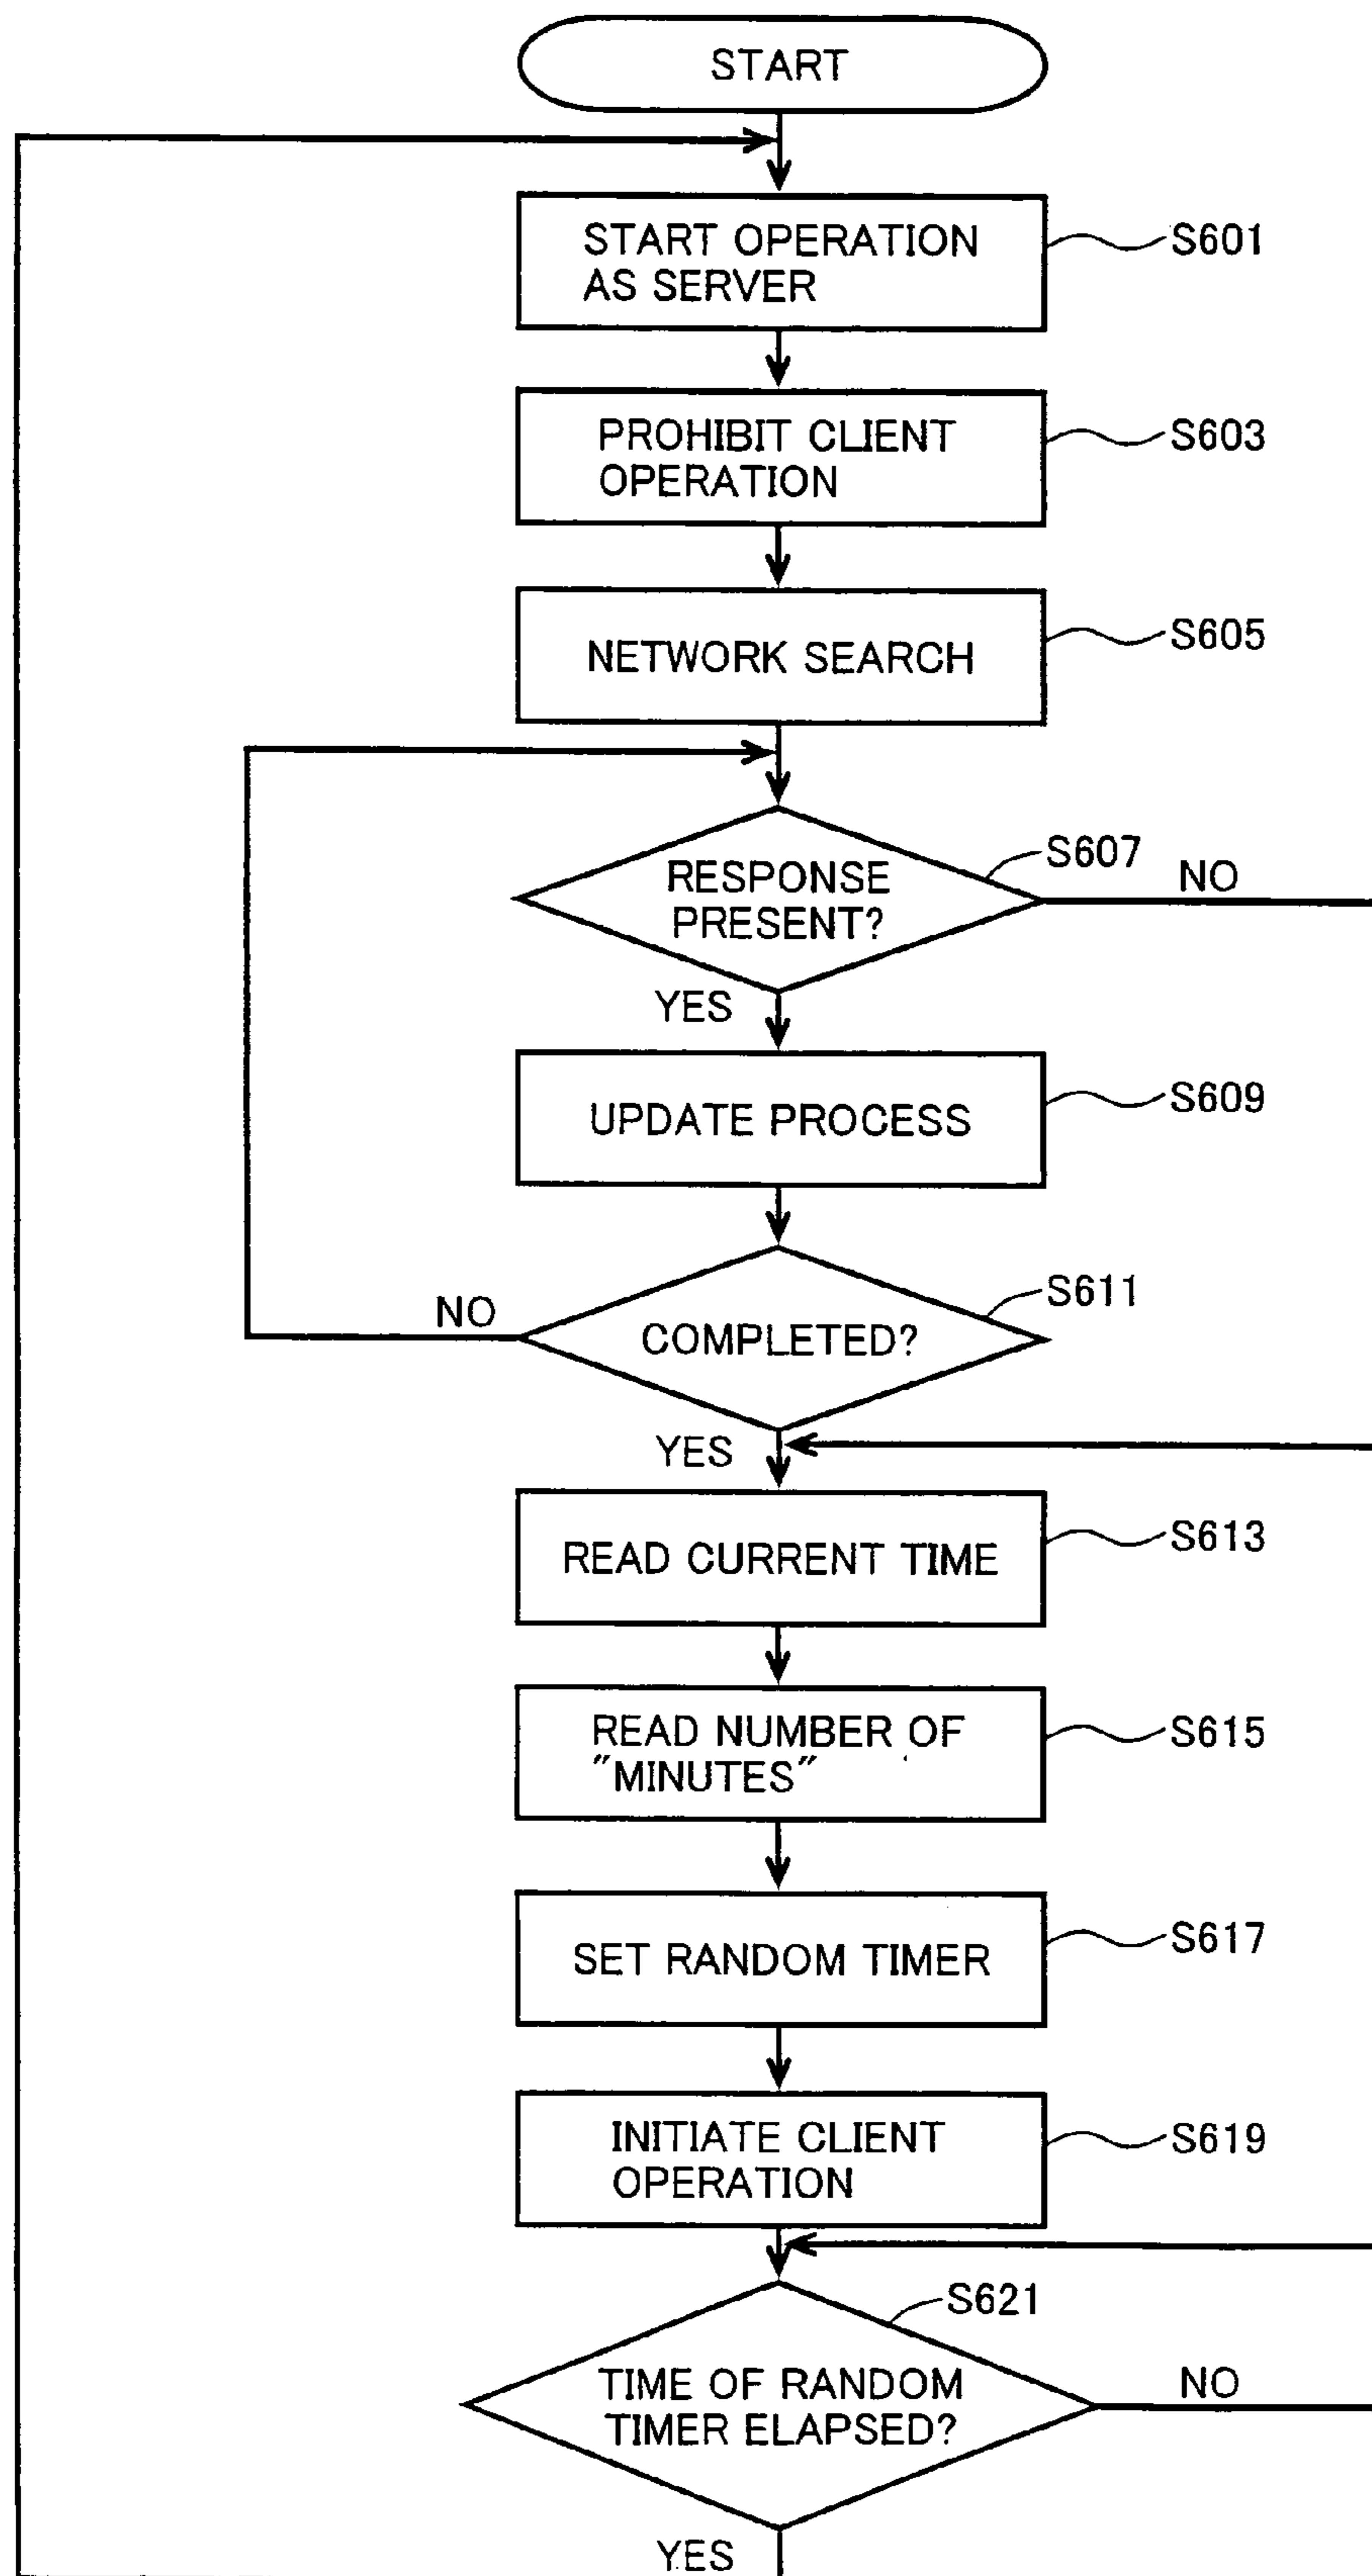 START
START OPERATION
AS SERVER
S601
PROHIBIT CLIENT
OPERATION
S603
NETWORK SEARCH
S605
RESPONSE
PRESENT?
S607
NO
YES
UPDATE PROCESS
S609
COMPLETED?
S611
NO
YES
READ CURRENT TIME
S613
READ NUMBER OF
"MINUTES"
S615
SET RANDOM TIMER
S617
INITIATE CLIENT
OPERATION
S619
TIME OF RANDOM
TIMER ELAPSED?
S621
NO
YES